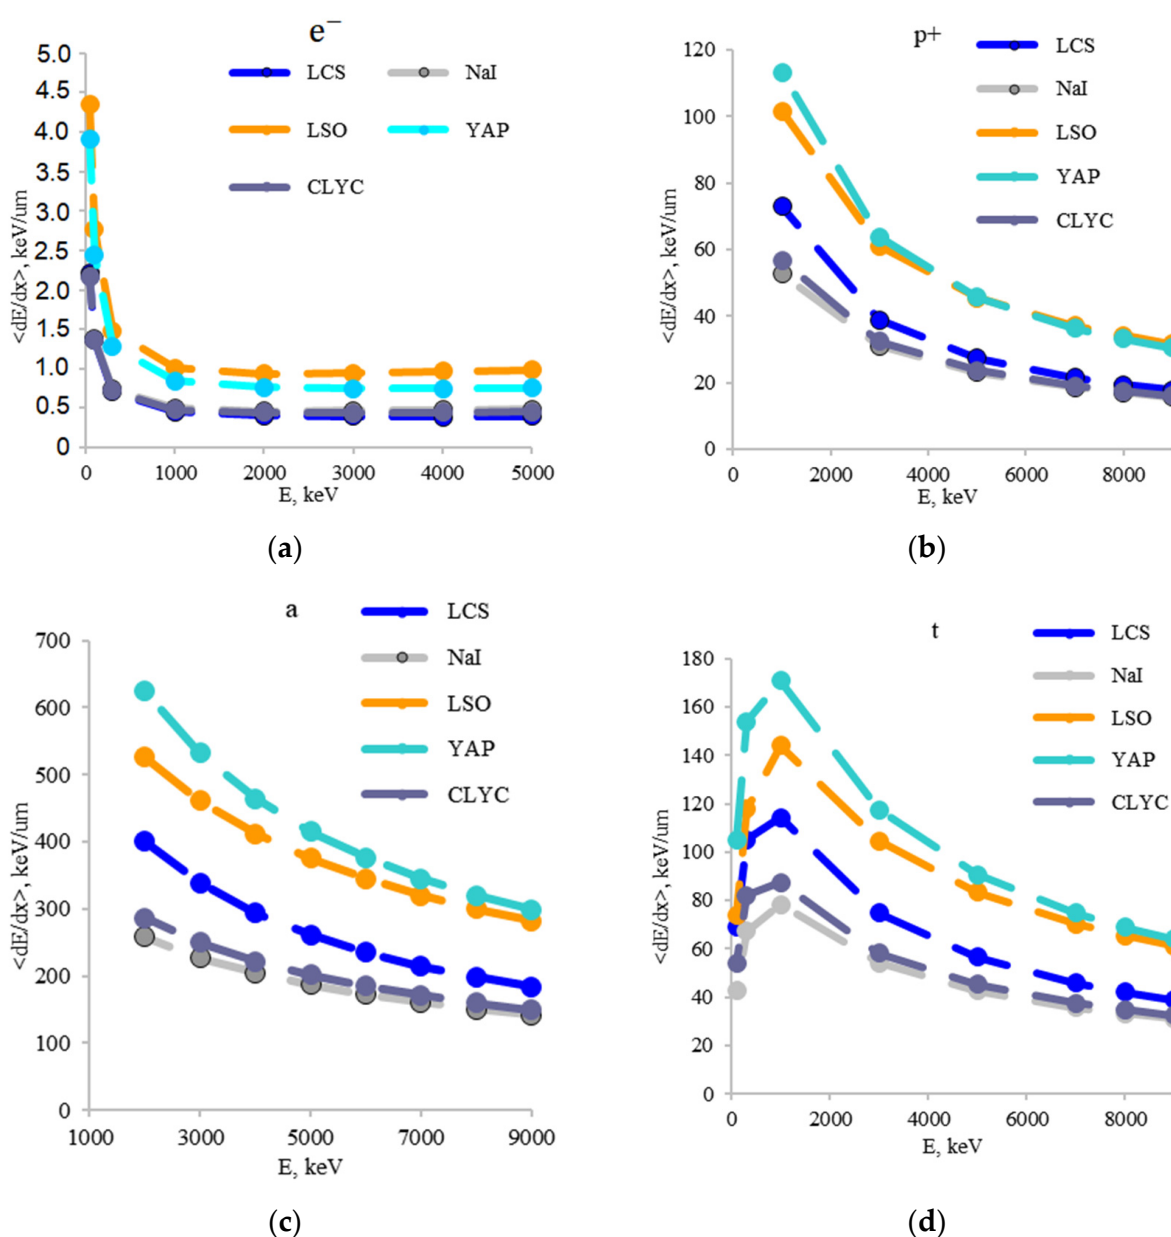 e⁻
5.0
4.5
4.0
3.5
3.0
2.5
2.0
1.5
1.0
0.5
0
<dE/dx>, keV/um
LCS
NaI
LSO
YAP
CLYC
0 1000 2000 3000 4000 5000
E, keV
(a)
p+
120
100
80
60
40
20
0
<dE/dx>, keV/um
LCS
NaI
LSO
YAP
CLYC
0 2000 4000 6000 8000
E, keV
(b)
a
700
600
500
400
300
200
100
0
<dE/dx>, keV/um
LCS
NaI
LSO
YAP
CLYC
1000 3000 5000 7000 9000
E, keV
(c)
t
180
160
140
120
100
80
60
40
20
0
<dE/dx>, keV/um
LCS
NaI
LSO
YAP
CLYC
0 2000 4000 6000 8000
E, keV
(d)